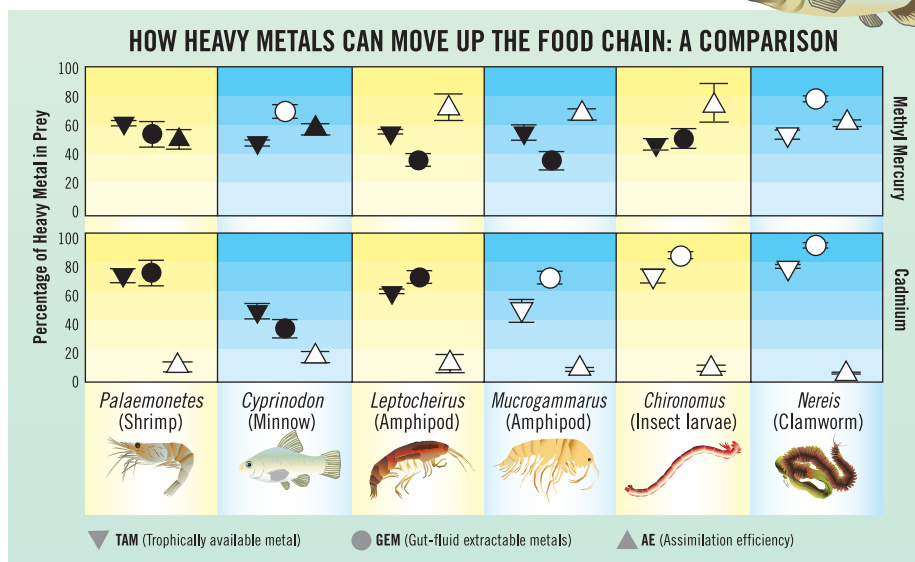 HOW HEAVY METALS CAN MOVE UP THE FOOD CHAIN: A COMPARISON
Percentage of Heavy Metal in Prey
100
80
60
40
20
0
Methyl Mercury
100
80
60
40
20
0
Cadmium
Palaemonetes
(Shrimp)
Cyprinodon
(Minnow)
Leptocheirus
(Amphipod)
Mucrogammarus
(Amphipod)
Chironomus
(Insect larvae)
Nereis
(Clamworm)
TAM (Trophically available metal)
GEM (Gut-fluid extractable metals)
AE (Assimilation efficiency)